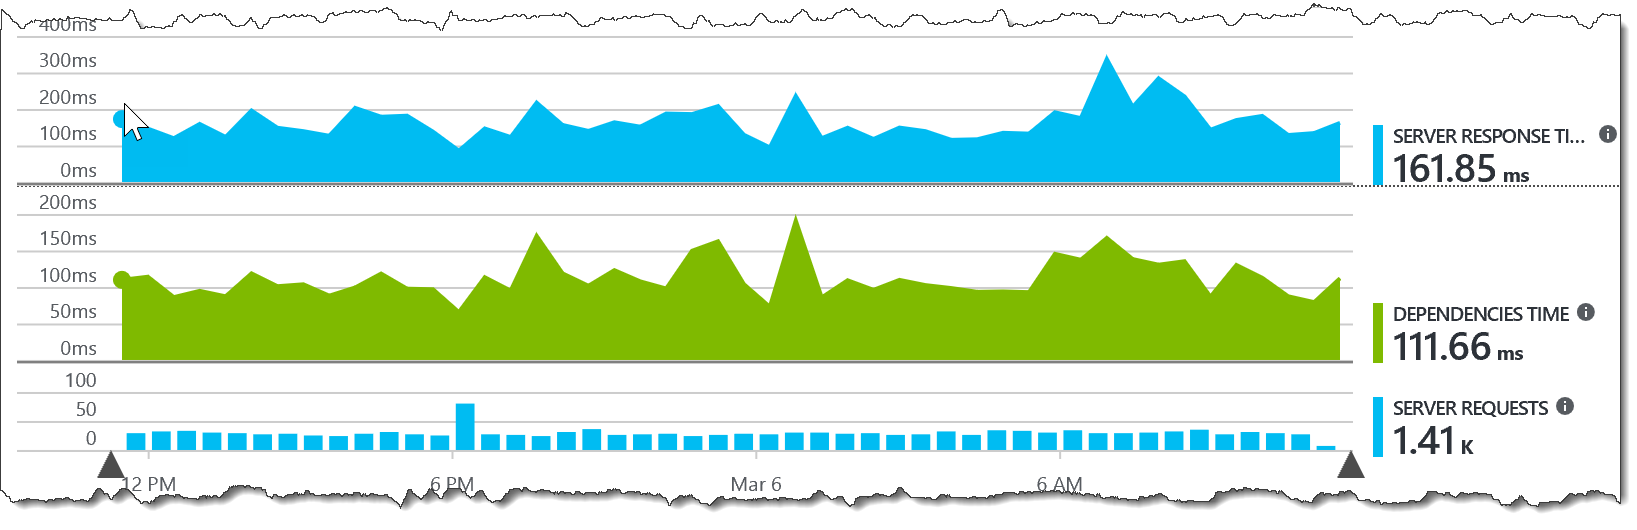 400ms
300ms
200ms
100ms
0ms
SERVER RESPONSE TI...
161.85 ms
200ms
150ms
100ms
50ms
0ms
DEPENDENCIES TIME
111.66 ms
100
50
0
SERVER REQUESTS
1.41 K
12 PM 6 PM Mar 6 6 AM